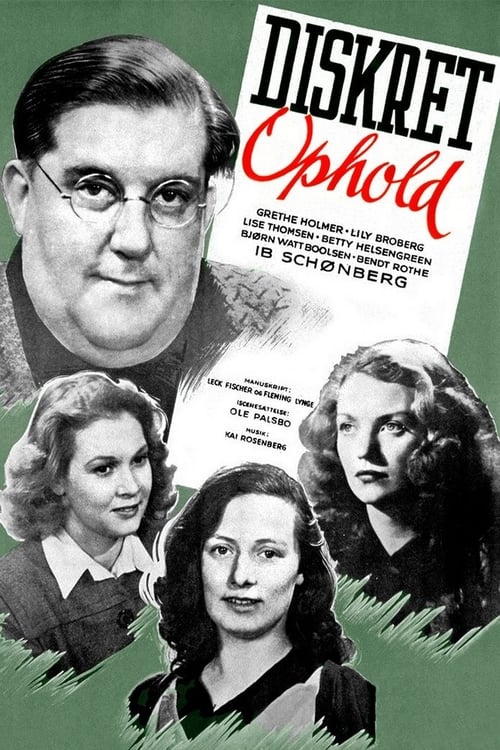 DISKRET
Ophold
GRETHE HOLMER - LILY BROBERG
LISE THOMSEN - BETTY HELSENGREEN
BJØRN WATT BOOLSEN - BENDT ROTHE
IB SCHØNBERG
MANUSKRIPT:
LECK FISCHER OG FLEMING LYNGE
ISCENESÆTTELSE:
OLE PALSBO
MUSIK:
KAI ROSENBERG